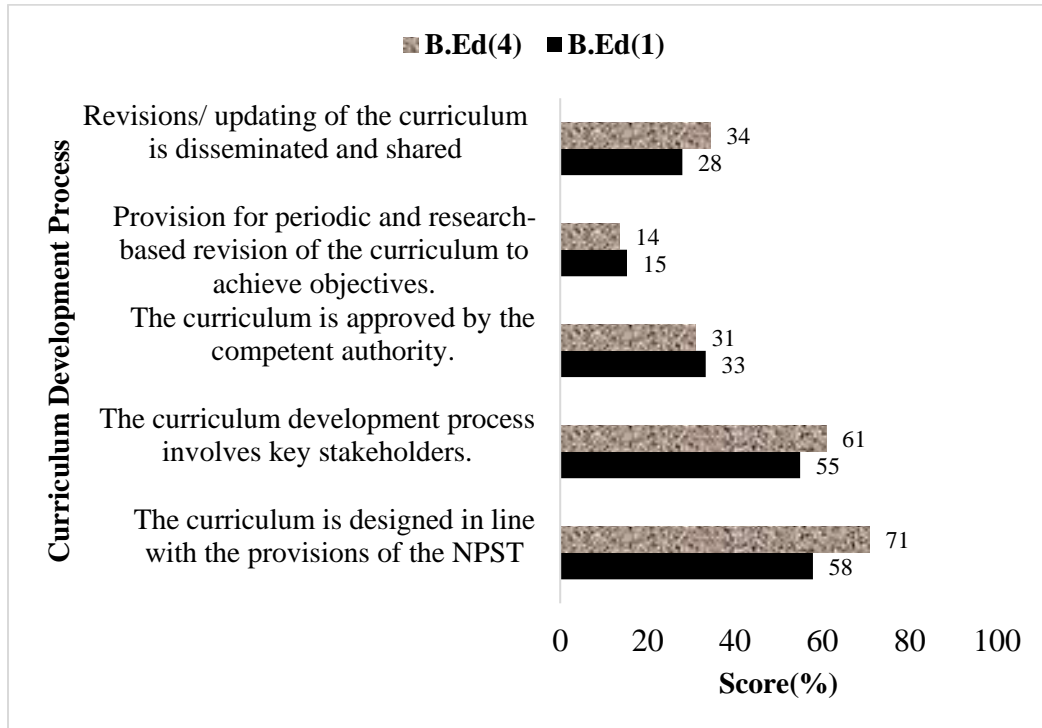 B.Ed(4) B.Ed(1)
Curriculum Development Process
Revisions/ updating of the curriculum
is disseminated and shared
34
28
Provision for periodic and research-
based revision of the curriculum to
achieve objectives.
14
15
The curriculum is approved by the
competent authority.
31
33
The curriculum development process
involves key stakeholders.
61
55
The curriculum is designed in line
with the provisions of the NPST
71
58
0 20 40 60 80 100
Score(%)